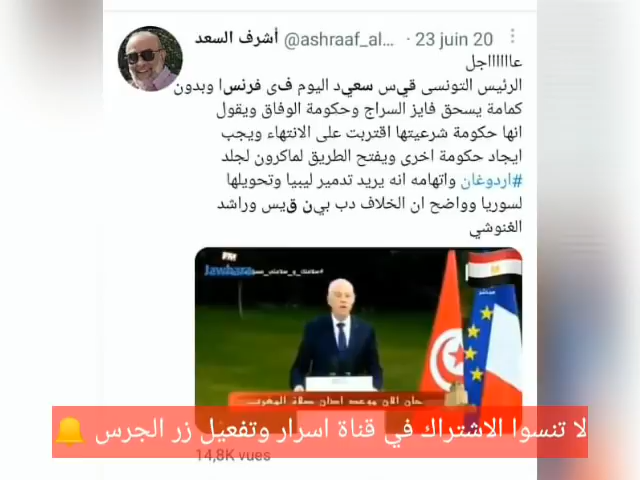 أشرف السعد @ashraaf_al... · 23 juin 20
عاااااجل
الرئيس التونسى قيس سعيد اليوم فى فرنسا وبدون
كمامة يسحق فايز السراج وحكومة الوفاق ويقول
انها حكومة شرعيتها اقتربت على الانتهاء ويجب
ايجاد حكومة اخرى ويفتح الطريق لماكرون لجلد
#اردوغان واتهامه انه يريد تدمير ليبيا وتحويلها
لسوريا وواضح ان الخلاف دب بين قيس وراشد
الغنوشي
FM
Jawhara
حان الان موعد اذان صلاة المغرب
لا تنسوا الاشتراك في قناة اسرار وتفعيل زر الجرس 🔔
14,8K vues